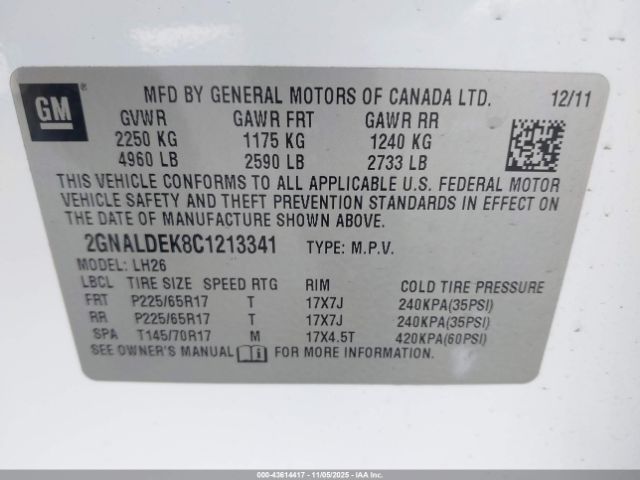 GM ®
MFD BY GENERAL MOTORS OF CANADA LTD. 12/11
GVWR GAWR FRT GAWR RR
2250 KG 1175 KG 1240 KG
4960 LB 2590 LB 2733 LB
THIS VEHICLE CONFORMS TO ALL APPLICABLE U.S. FEDERAL MOTOR
VEHICLE SAFETY AND THEFT PREVENTION STANDARDS IN EFFECT ON
THE DATE OF MANUFACTURE SHOWN ABOVE.
2GNALDEK8C1213341 TYPE: M.P.V.
MODEL: LH26
LBCL TIRE SIZE SPEED RTG RIM COLD TIRE PRESSURE
FRT P225/65R17 T 17X7J 240KPA(35PSI)
RR P225/65R17 T 17X7J 240KPA(35PSI)
SPA T145/70R17 M 17X4.5T 420KPA(60PSI)
SEE OWNER'S MANUAL FOR MORE INFORMATION.
000-43614417 - 11/05/2025 - IAAI.COM